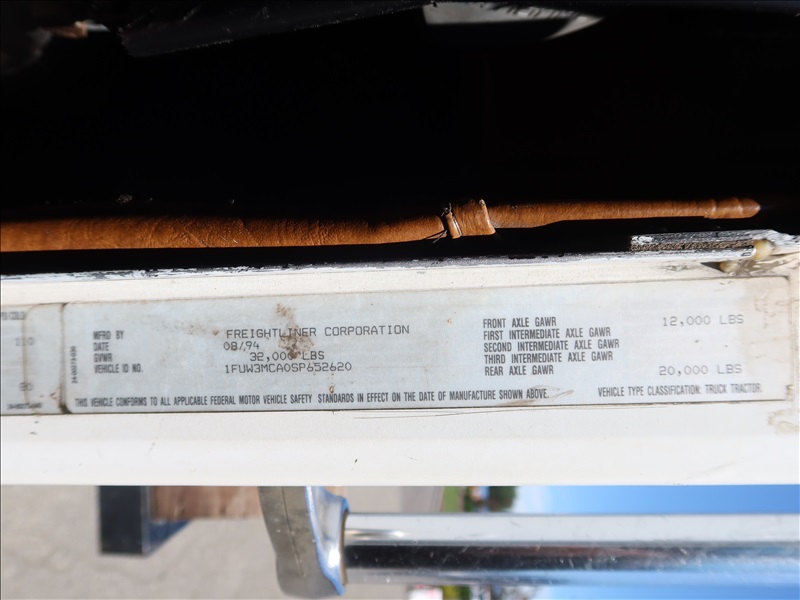 110
80
MFRD BY FREIGHTLINER CORPORATION
DATE 08/94
GVWR 32,000 LBS
VEHICLE ID NO. 1FUW3MCA0SP652620
FRONT AXLE GAWR 12,000 LBS
FIRST INTERMEDIATE AXLE GAWR
SECOND INTERMEDIATE AXLE GAWR
THIRD INTERMEDIATE AXLE GAWR
REAR AXLE GAWR 20,000 LBS
THIS VEHICLE CONFORMS TO ALL APPLICABLE FEDERAL MOTOR VEHICLE SAFETY STANDARDS IN EFFECT ON THE DATE OF MANUFACTURE SHOWN ABOVE.
VEHICLE TYPE CLASSIFICATION: TRUCK TRACTOR.